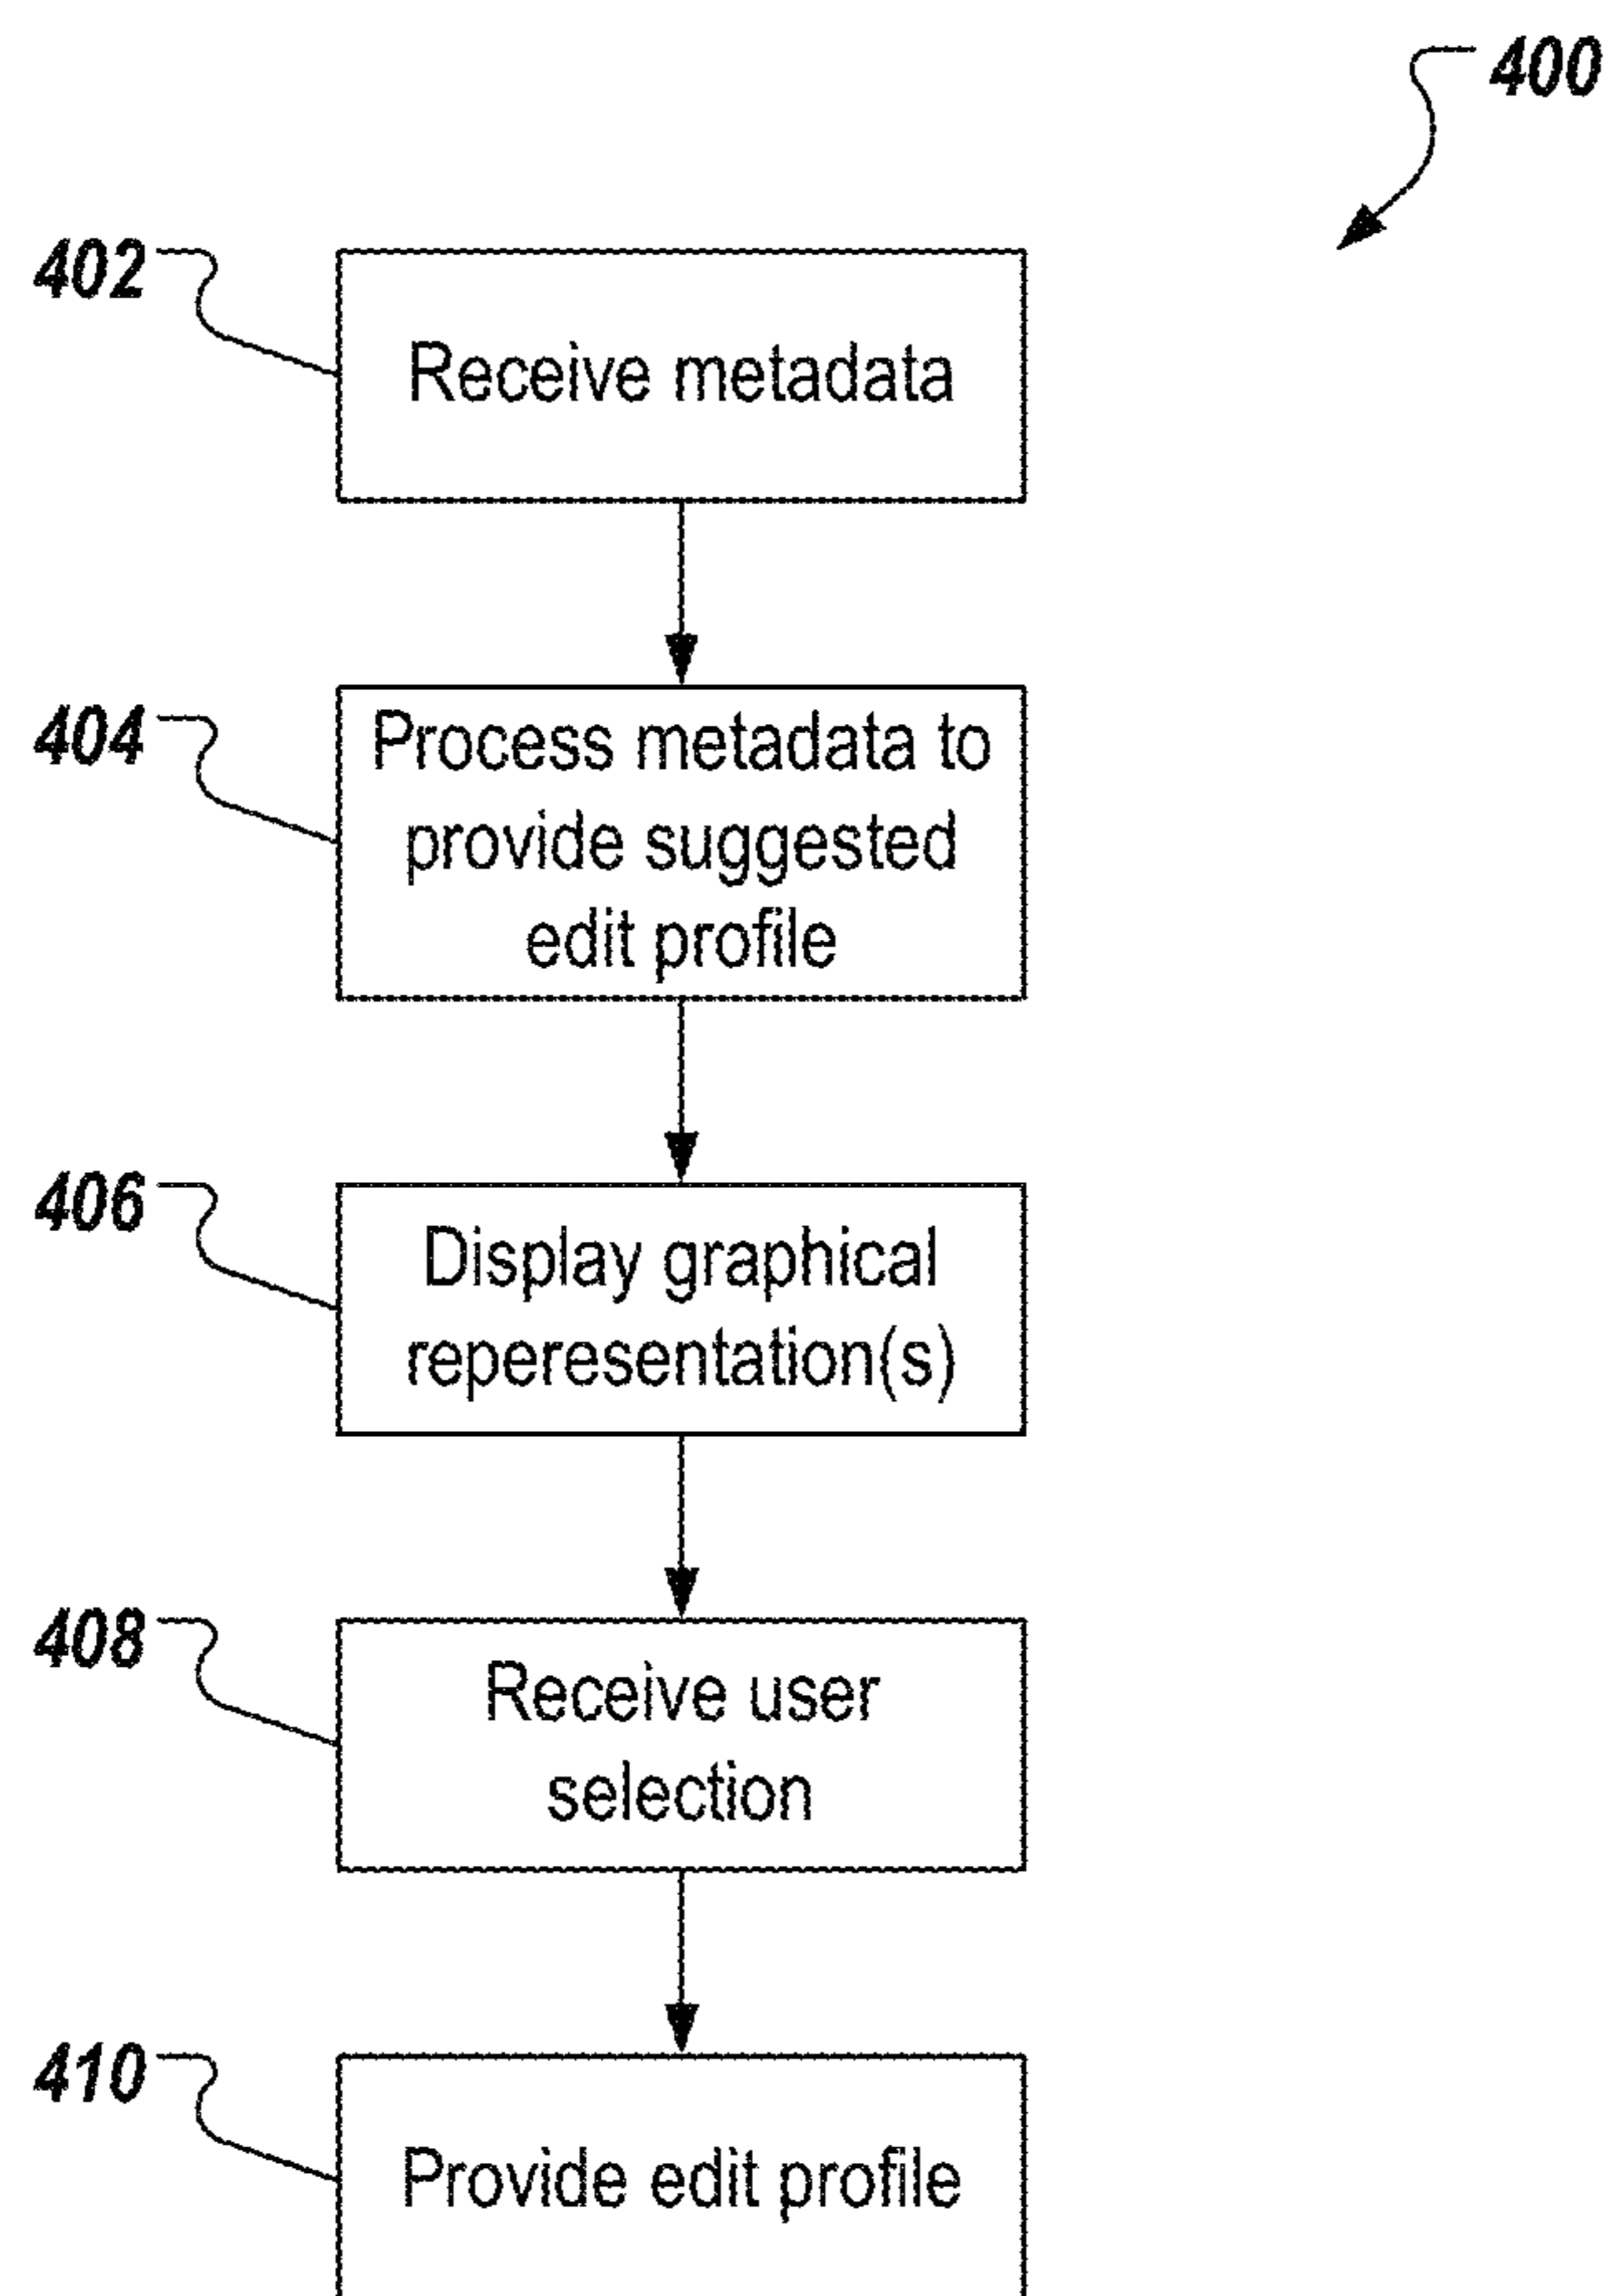 400
402
Receive metadata
404
Process metadata to
provide suggested
edit profile
406
Display graphical
reperesentation(s)
408
Receive user
selection
410
Provide edit profile